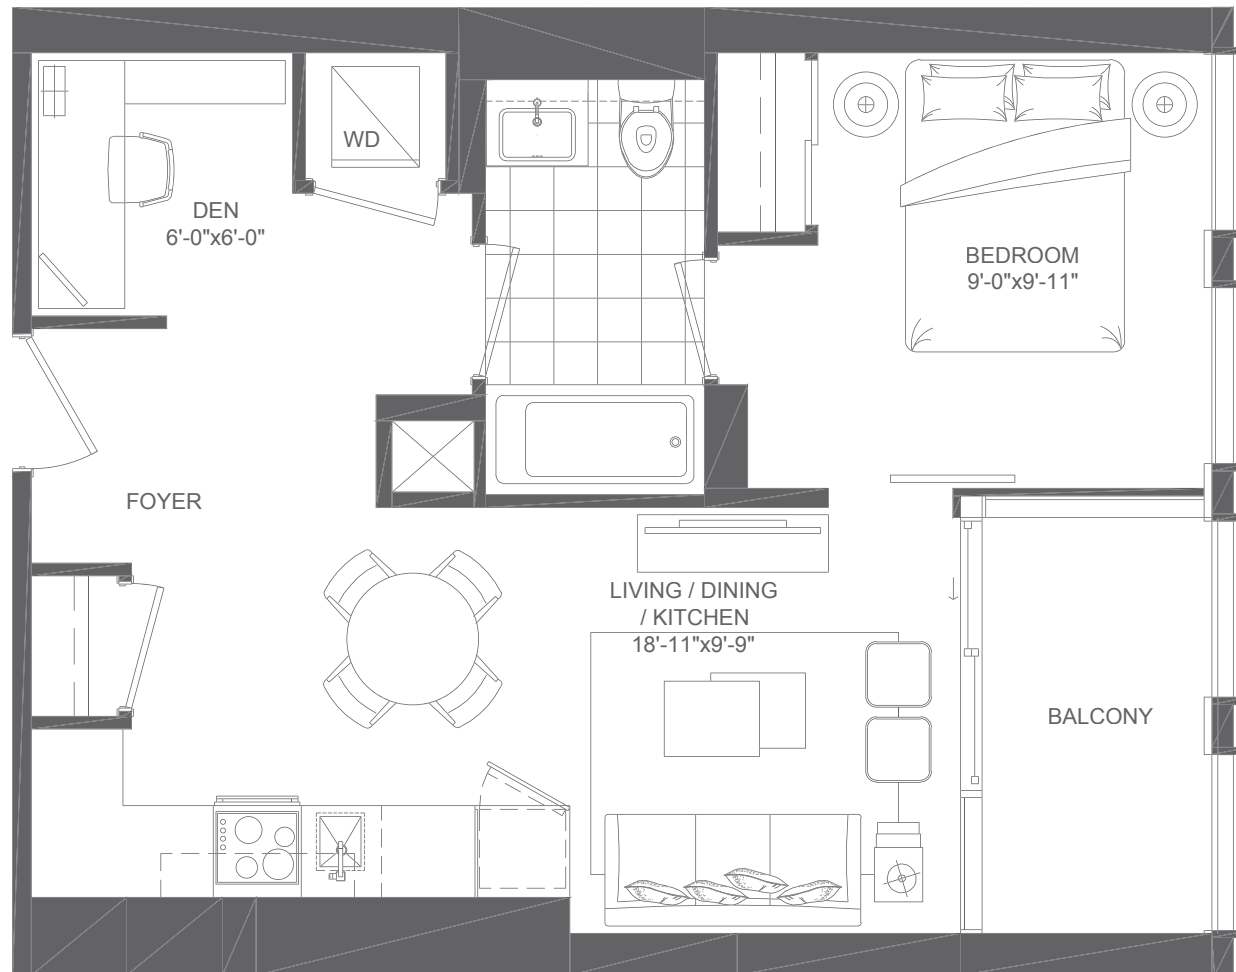 WD
DEN
6'-0"x6'-0"
BEDROOM
9'-0"x9'-11"
FOYER
LIVING / DINING
/ KITCHEN
18'-11"x9'-9"
BALCONY